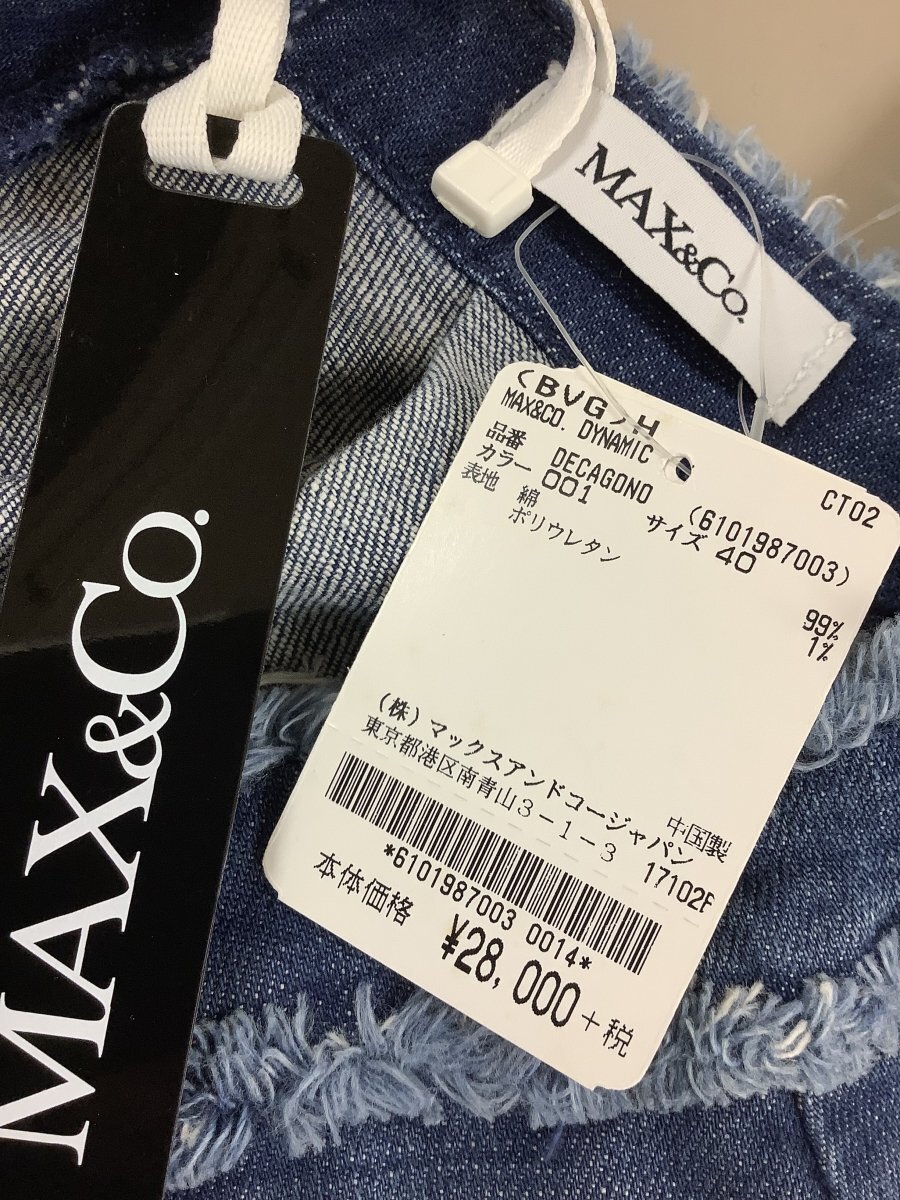 MAX&Co.
MAX&Co.
(BVG)H
MAX&CO. DYNAMIC CT02
品番 DECAGONO (6101987003)
カラー 001 サイズ 40
表地 綿 99%
ポリウレタン 1%
(株)マックスアンドコージャパン 中国製
東京都港区南青山3-1-3 17102F
*6101987003 0014*
本体価格 ¥28,000+税